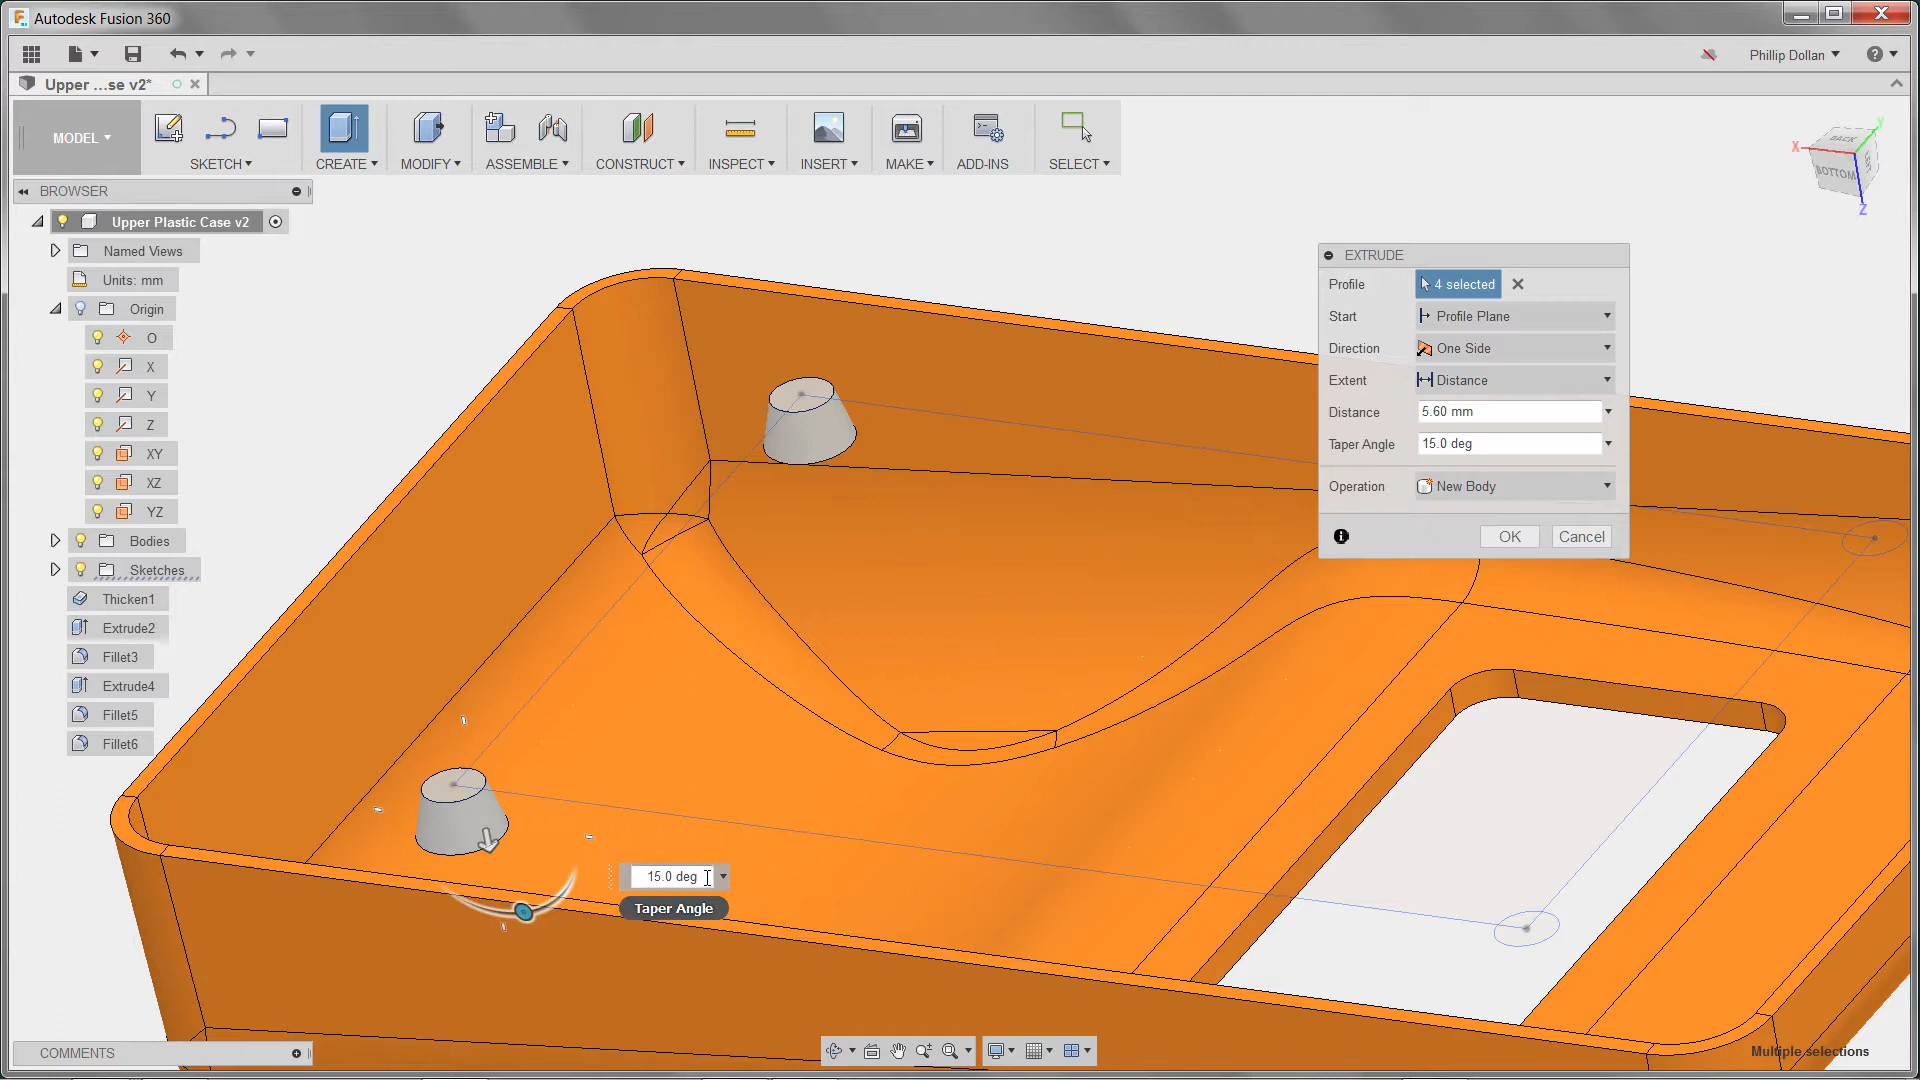 Autodesk Fusion 360
Phillip Dollan
Upper ...se v2*
MODEL
SKETCH
CREATE
MODIFY
ASSEMBLE
CONSTRUCT
INSPECT
INSERT
MAKE
ADD-INS
SELECT
BROWSER
Upper Plastic Case v2
Named Views
Units: mm
Origin
O
X
Y
Z
XY
XZ
YZ
Bodies
Sketches
Thicken1
Extrude2
Fillet3
Extrude4
Fillet5
Fillet6
X
Y
Z
BACK
BOTTOM
EXTRUDE
Profile 4 selected
Start Profile Plane
Direction One Side
Extent Distance
Distance 5.60 mm
Taper Angle 15.0 deg
Operation New Body
OK Cancel
15.0 deg
Taper Angle
COMMENTS
Multiple selections